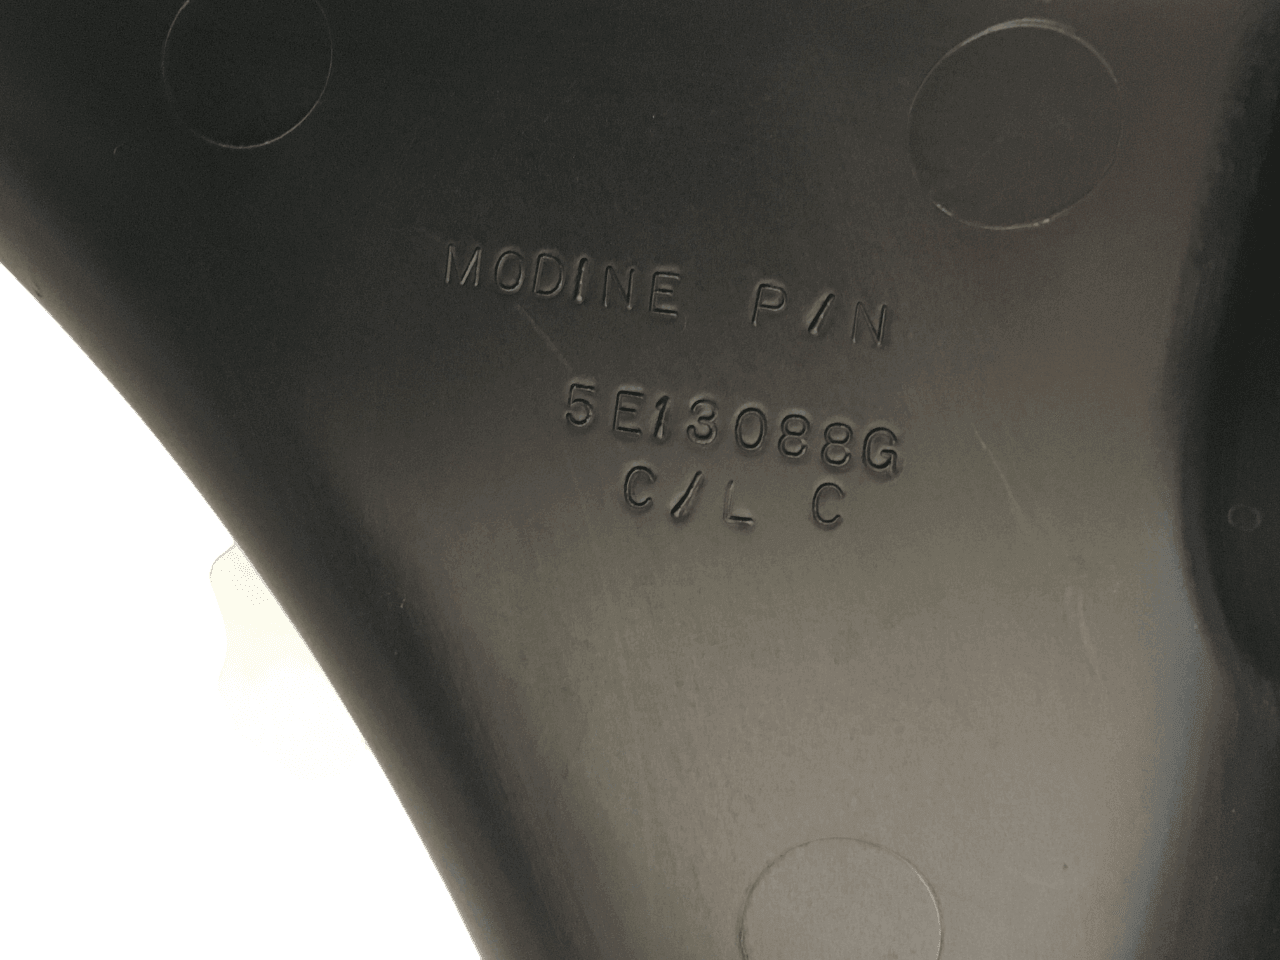 MODINE P/N
5E13088G
C/L C